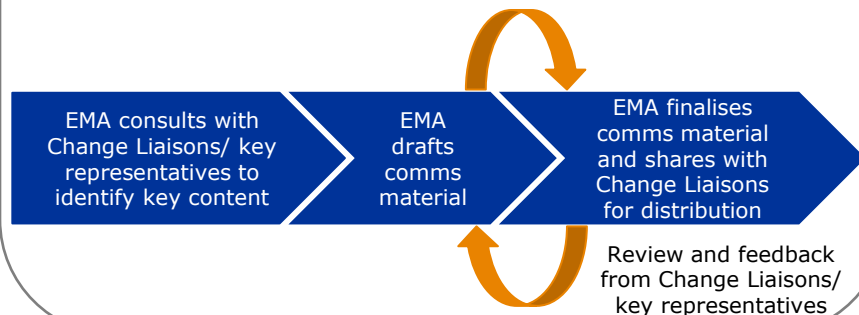 EMA consults with
Change Liaisons/ key
representatives to
identify key content
EMA
drafts
comms
material
EMA finalises
comms material
and shares with
Change Liaisons
for distribution
Review and feedback
from Change Liaisons/
key representatives